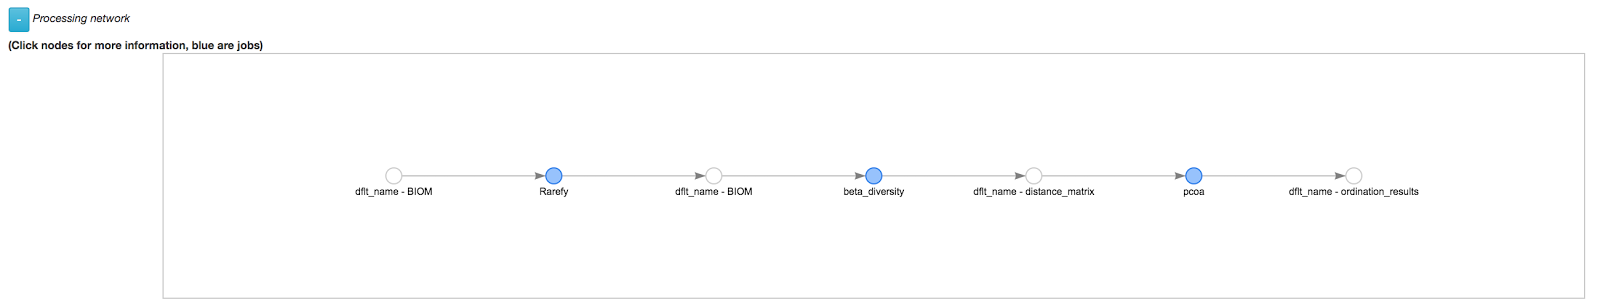 - Processing network
(Click nodes for more information, blue are jobs)
dflt_name - BIOM Rarefy dflt_name - BIOM beta_diversity dflt_name - distance_matrix pcoa dflt_name - ordination_results